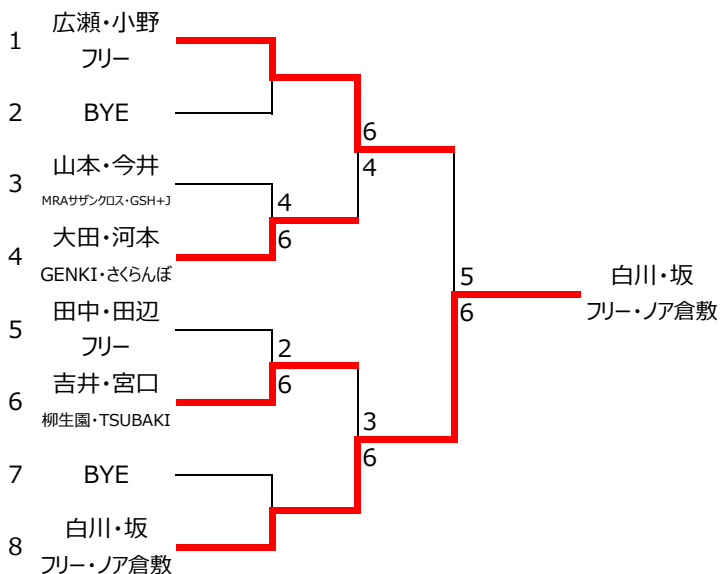 1
広瀬・小野
フリー
2
BYE
6
4
3
山本・今井
MRAサザンクロス・GSH+J
4
6
4
大田・河本
GENKI・さくらんぼ
5
6
白川・坂
フリー・ノア倉敷
5
田中・田辺
フリー
2
6
6
吉井・宮口
柳生園・TSUBAKI
3
6
7
BYE
8
白川・坂
フリー・ノア倉敷